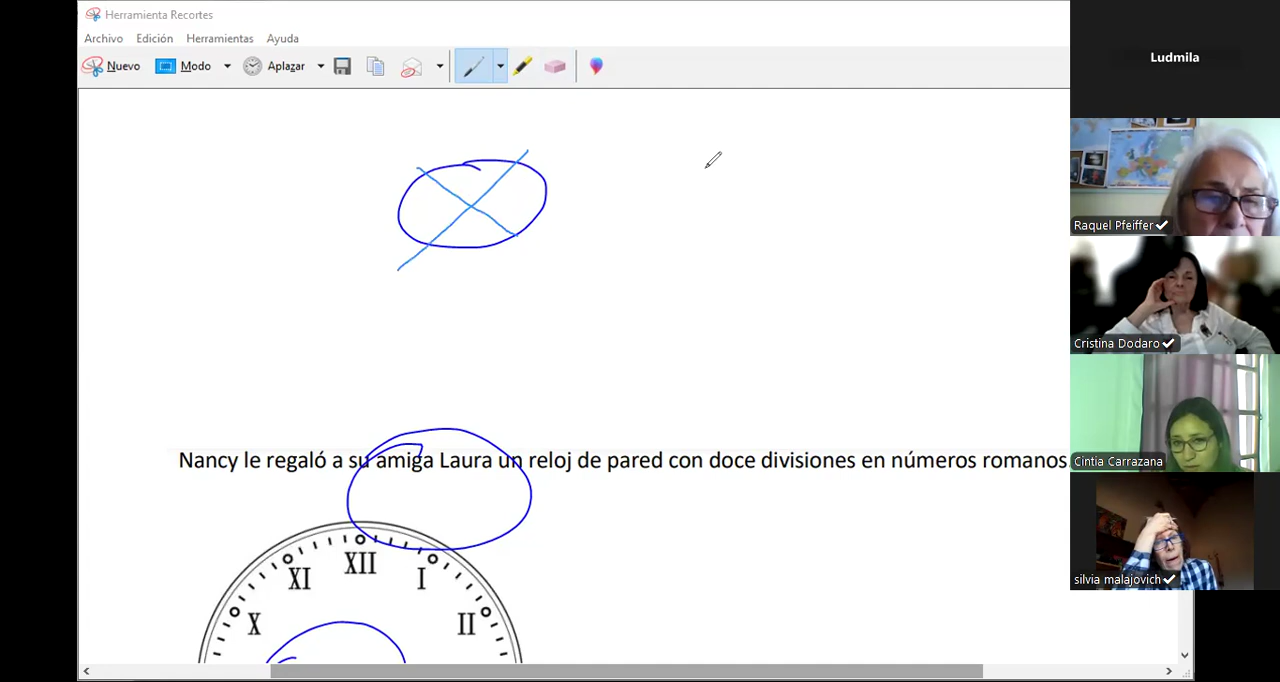 Herramienta Recortes
Archivo Edición Herramientas Ayuda
Nuevo Modo Aplazar
Ludmila
Raquel Pfeiffer
Cristina Dodaro
Nancy le regaló a su amiga Laura un reloj de pared con doce divisiones en números romanos.
Cintia Carrazana
XII
XI I
X II
silvia malajovich